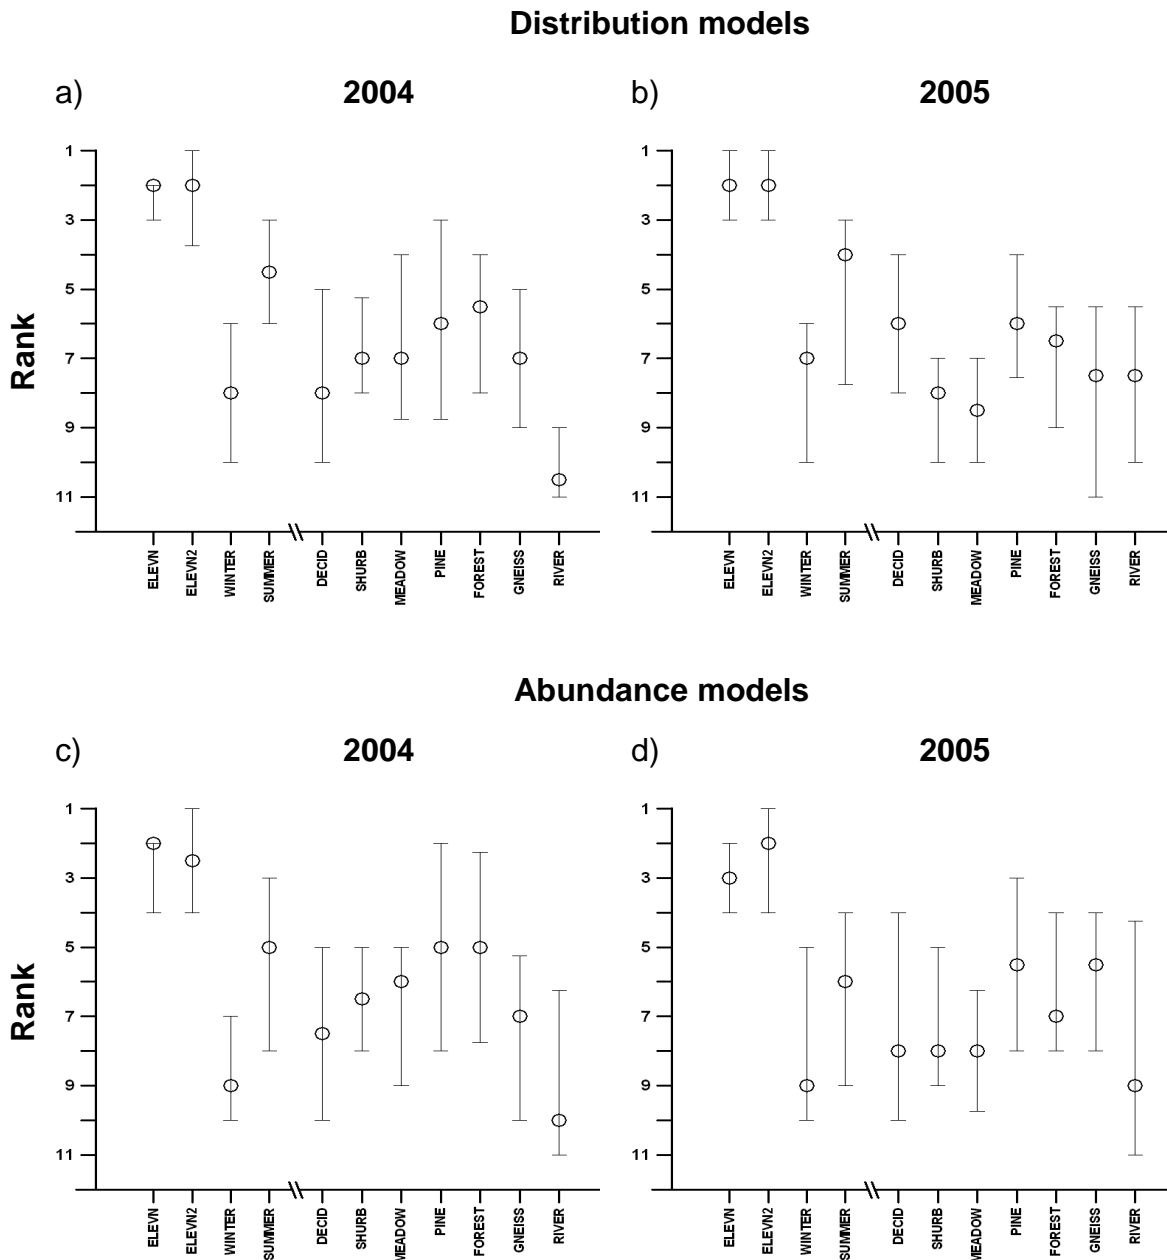 Distribution models
a) 2004
b) 2005
Rank
1
3
5
7
9
11
ELEVN
ELEVN2
WINTER
SUMMER
DECID
SHURB
MEADOW
PINE
FOREST
GNEISS
RIVER
1
3
5
7
9
11
ELEVN
ELEVN2
WINTER
SUMMER
DECID
SHURB
MEADOW
PINE
FOREST
GNEISS
RIVER
Abundance models
c) 2004
d) 2005
Rank
1
3
5
7
9
11
ELEVN
ELEVN2
WINTER
SUMMER
DECID
SHURB
MEADOW
PINE
FOREST
GNEISS
RIVER
1
3
5
7
9
11
ELEVN
ELEVN2
WINTER
SUMMER
DECID
SHURB
MEADOW
PINE
FOREST
GNEISS
RIVER